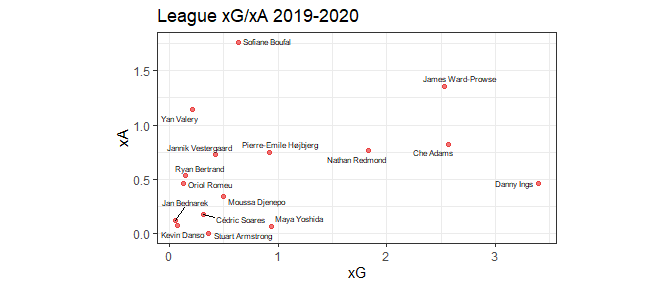 League xG/xA 2019-2020
Sofiane Boufal
1.5
James Ward-Prowse
Yan Valery
1.0
xA
Pierre-Emile Højbjerg
Jannik Vestergaard
Che Adams
Nathan Redmond
Ryan Bertrand
0.5
Oriol Romeu
Danny Ings
Jan Bednarek
Moussa Djenepo
Cédric Soares
Maya Yoshida
0.0
Kevin Danso
Stuart Armstrong
0
1
2
3
xG